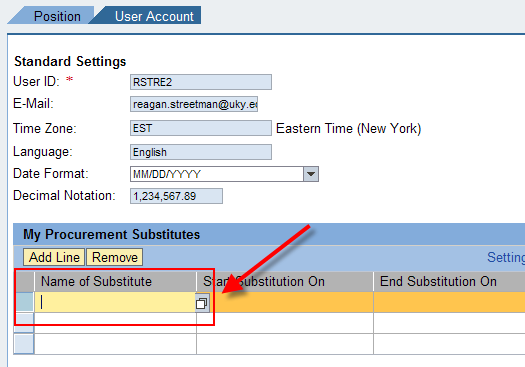 Position User Account
Standard Settings
User ID: * RSTRE2
E-Mail: reagan.streetman@uky.e
Time Zone: EST Eastern Time (New York)
Language: English
Date Format: MM/DD/YYYY
Decimal Notation: 1,234,567.89
My Procurement Substitutes
Add Line Remove Setting
Name of Substitute Start Substitution On End Substitution On